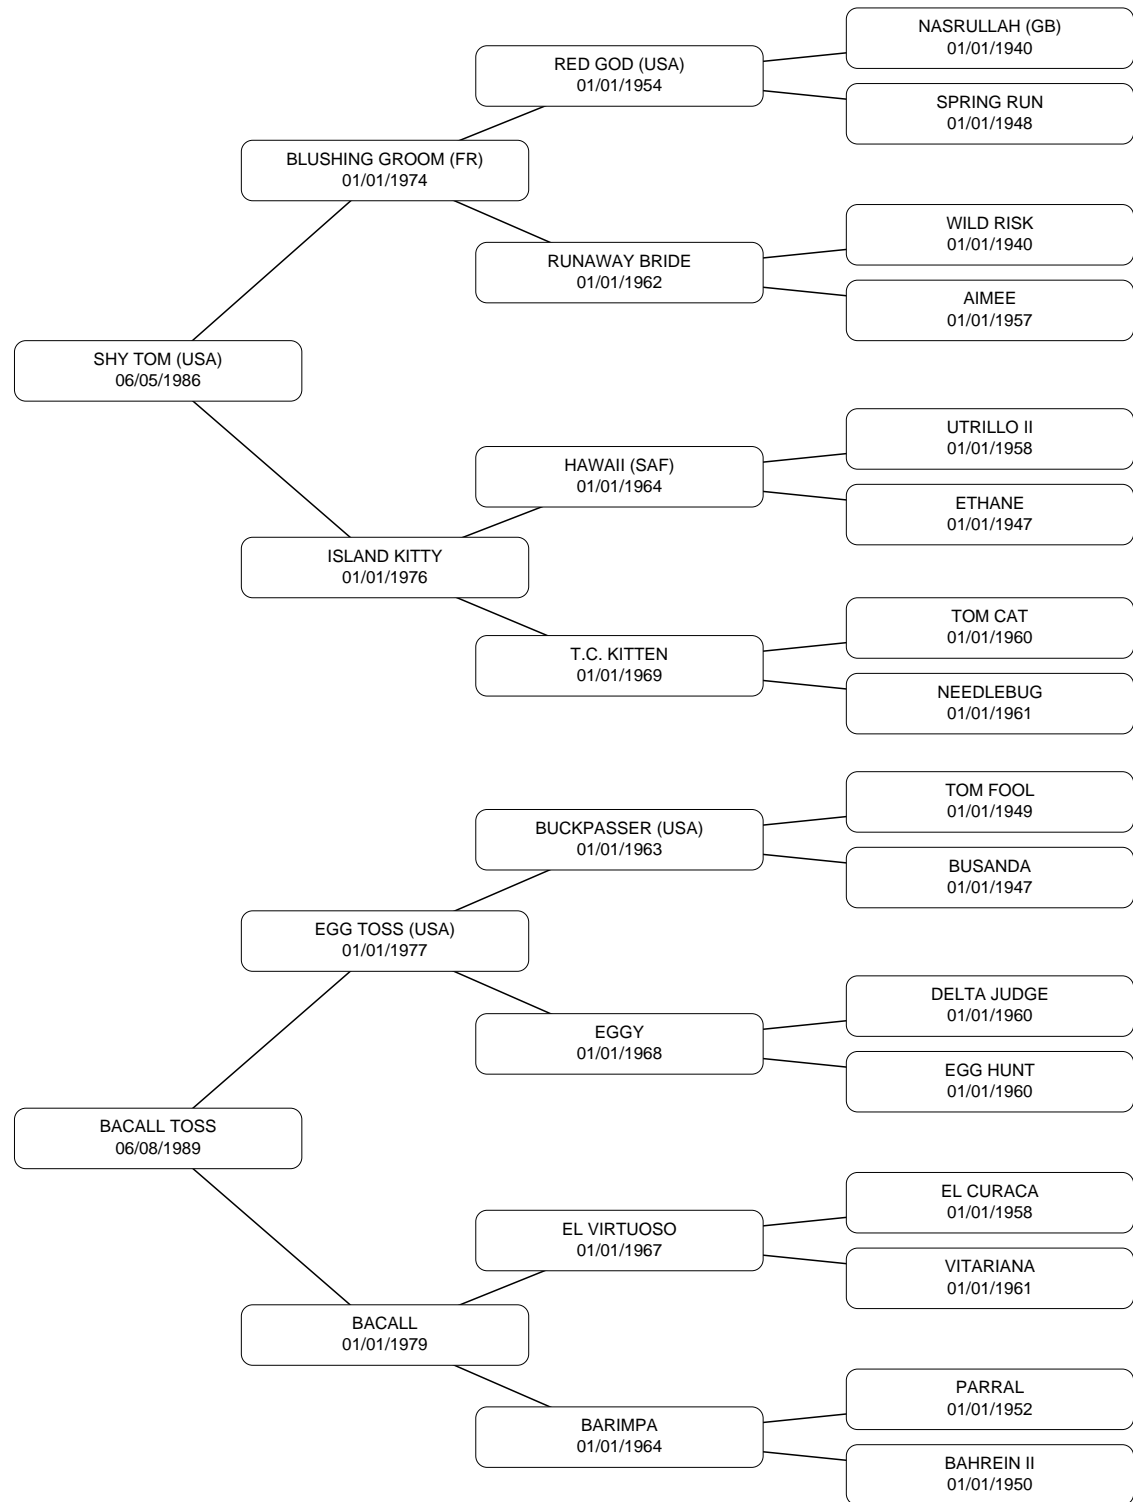 NASRULLAH (GB)
01/01/1940
RED GOD (USA)
01/01/1954
SPRING RUN
01/01/1948
BLUSHING GROOM (FR)
01/01/1974
WILD RISK
01/01/1940
RUNAWAY BRIDE
01/01/1962
AIMEE
01/01/1957
SHY TOM (USA)
06/05/1986
UTRILLO II
01/01/1958
HAWAII (SAF)
01/01/1964
ETHANE
01/01/1947
ISLAND KITTY
01/01/1976
TOM CAT
01/01/1960
T.C. KITTEN
01/01/1969
NEEDLEBUG
01/01/1961
TOM FOOL
01/01/1949
BUCKPASSER (USA)
01/01/1963
BUSANDA
01/01/1947
EGG TOSS (USA)
01/01/1977
DELTA JUDGE
01/01/1960
EGGY
01/01/1968
EGG HUNT
01/01/1960
BACALL TOSS
06/08/1989
EL CURACA
01/01/1958
EL VIRTUOSO
01/01/1967
VITARIANA
01/01/1961
BACALL
01/01/1979
PARRAL
01/01/1952
BARIMPA
01/01/1964
BAHREIN II
01/01/1950